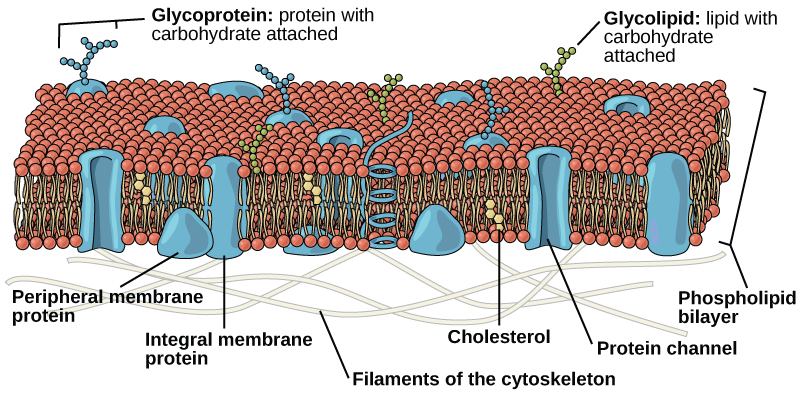 Glycoprotein: protein with
carbohydrate attached
Glycolipid: lipid with
carbohydrate
attached
Peripheral membrane
protein
Integral membrane
protein
Filaments of the cytoskeleton
Cholesterol
Protein channel
Phospholipid
bilayer